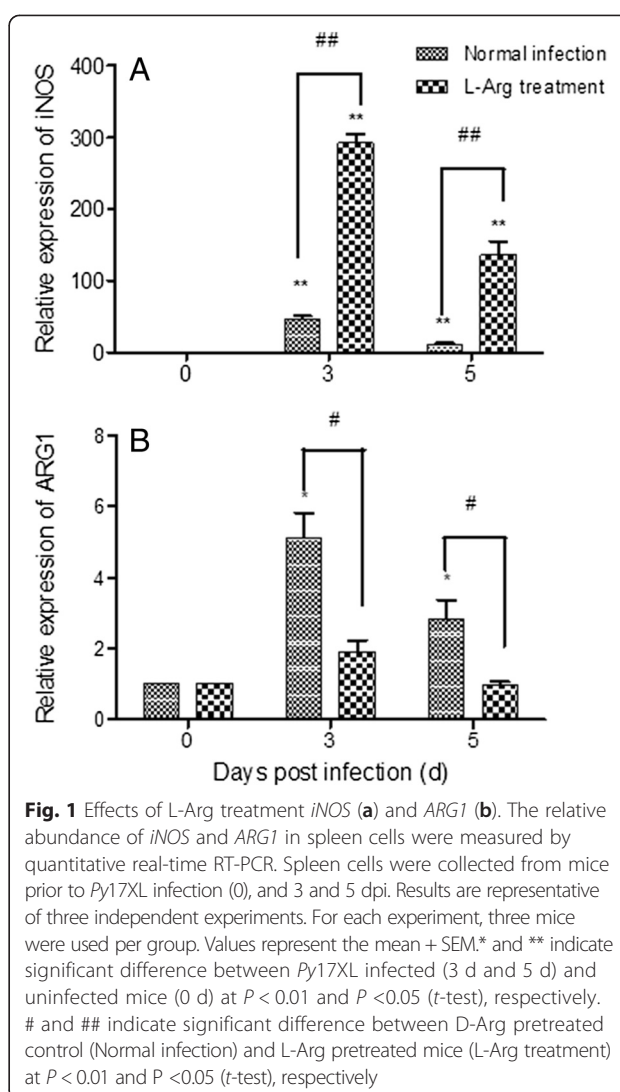 ##
Normal infection
L-Arg treatment
A
400
300
200
100
0
Relative expression of iNOS
**
**
##
**
**
0
3
5
B
8
6
4
2
0
Relative expression of ARG1
#
*
#
*
0
3
5
Days post infection (d)
Fig. 1 Effects of L-Arg treatment iNOS (a) and ARG1 (b). The relative
abundance of iNOS and ARG1 in spleen cells were measured by
quantitative real-time RT-PCR. Spleen cells were collected from mice
prior to Py17XL infection (0), and 3 and 5 dpi. Results are representative
of three independent experiments. For each experiment, three mice
were used per group. Values represent the mean + SEM.* and ** indicate
significant difference between Py17XL infected (3 d and 5 d) and
uninfected mice (0 d) at P < 0.01 and P <0.05 (t-test), respectively.
# and ## indicate significant difference between D-Arg pretreated
control (Normal infection) and L-Arg pretreated mice (L-Arg treatment)
at P < 0.01 and P <0.05 (t-test), respectively